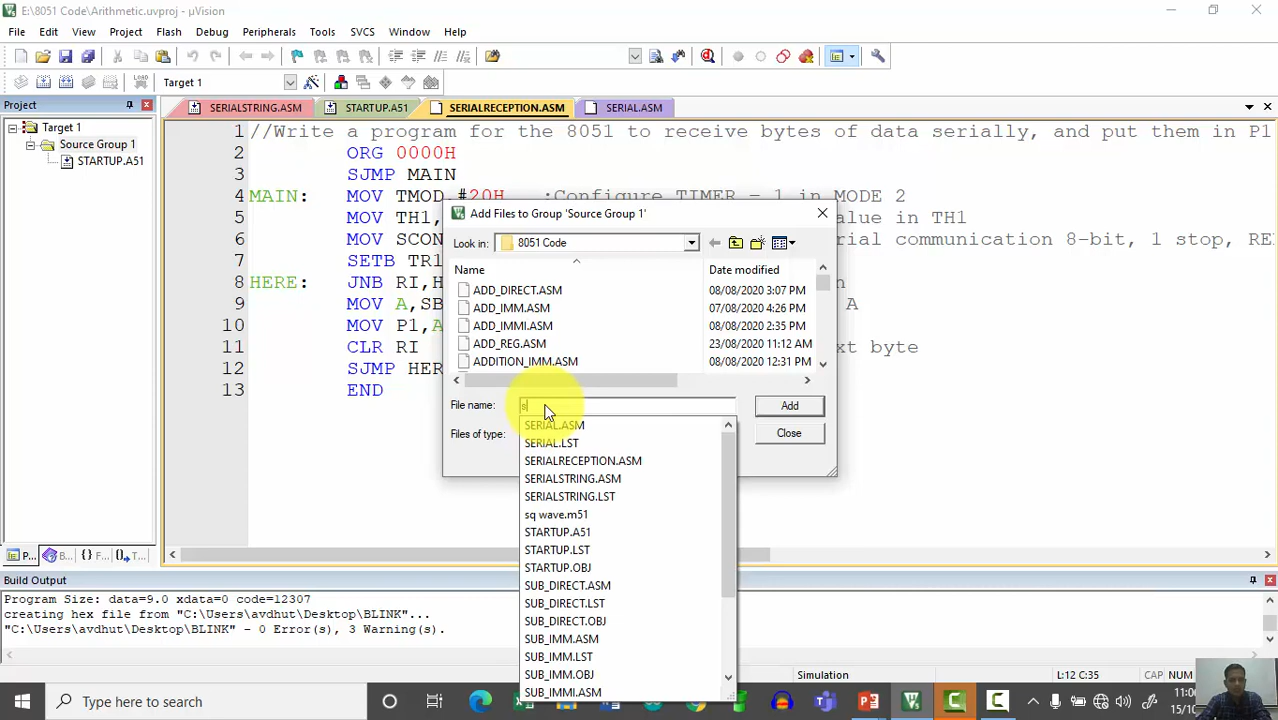 E:\8051 Code\Arithmetic.uvproj - µVision
File Edit View Project Flash Debug Peripherals Tools SVCS Window Help
LOAD Target 1
Project
SERIALSTRING.ASM STARTUP.A51 SERIALRECEPTION.ASM SERIAL.ASM
Target 1
Source Group 1
STARTUP.A51
1 //Write a program for the 8051 to receive bytes of data serially, and put them in P1
2 ORG 0000H
3 SJMP MAIN
4 MAIN: MOV TMOD,#20H ;Configure TIMER - 1 in MODE 2
5 MOV TH1, alue in TH1
6 MOV SCON rial communication 8-bit, 1 stop, RE
7 SETB TR1
8 HERE: JNB RI,H n
9 MOV A,SB A
10 MOV P1,A
11 CLR RI xt byte
12 SJMP HER
13 END
Add Files to Group 'Source Group 1'
Look in: 8051 Code
Name Date modified
ADD_DIRECT.ASM 08/08/2020 3:07 PM
ADD_IMM.ASM 07/08/2020 4:26 PM
ADD_IMMI.ASM 08/08/2020 2:35 PM
ADD_REG.ASM 23/08/2020 11:12 AM
ADDITION_IMM.ASM 08/08/2020 12:31 PM
File name: s Add
Files of type: Close
SERIAL.ASM
SERIAL.LST
SERIALRECEPTION.ASM
SERIALSTRING.ASM
SERIALSTRING.LST
sq wave.m51
STARTUP.A51
STARTUP.LST
STARTUP.OBJ
SUB_DIRECT.ASM
SUB_DIRECT.LST
SUB_DIRECT.OBJ
SUB_IMM.ASM
SUB_IMM.LST
SUB_IMM.OBJ
SUB_IMMI.ASM
P... B... {} F... T...
Build Output
Program Size: data=9.0 xdata=0 code=12307
creating hex file from "C:\Users\avdhut\Desktop\BLINK"...
"C:\Users\avdhut\Desktop\BLINK" - 0 Error(s), 3 Warning(s).
Simulation L:12 C:35 CAP
Type here to search
11:0
15/10